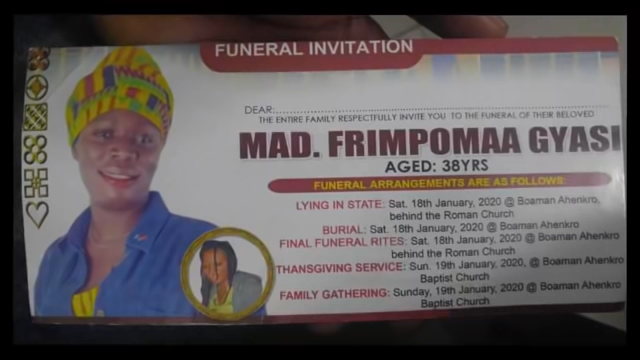 FUNERAL INVITATION
DEAR:
THE ENTIRE FAMILY RESPECTFULLY INVITE YOU TO THE FUNERAL OF THEIR BELOVED
MAD. FRIMPOMAA GYASI
AGED: 38YRS
FUNERAL ARRANGEMENTS ARE AS FOLLOWS
LYING IN STATE: Sat. 18th January, 2020 @ Boaman Ahenkro,
behind the Roman Church
BURIAL: Sat. 18th January, 2020 @ Boaman Ahenkro
FINAL FUNERAL RITES: Sat. 18th January, 2020 @ Boaman Ahenkro
behind the Roman Church
THANSGIVING SERVICE: Sun. 19th January, 2020, @ Boaman Ahenkro
Baptist Church
FAMILY GATHERING: Sunday, 19th January, 2020 @ Boaman Ahenkro
Baptist Church